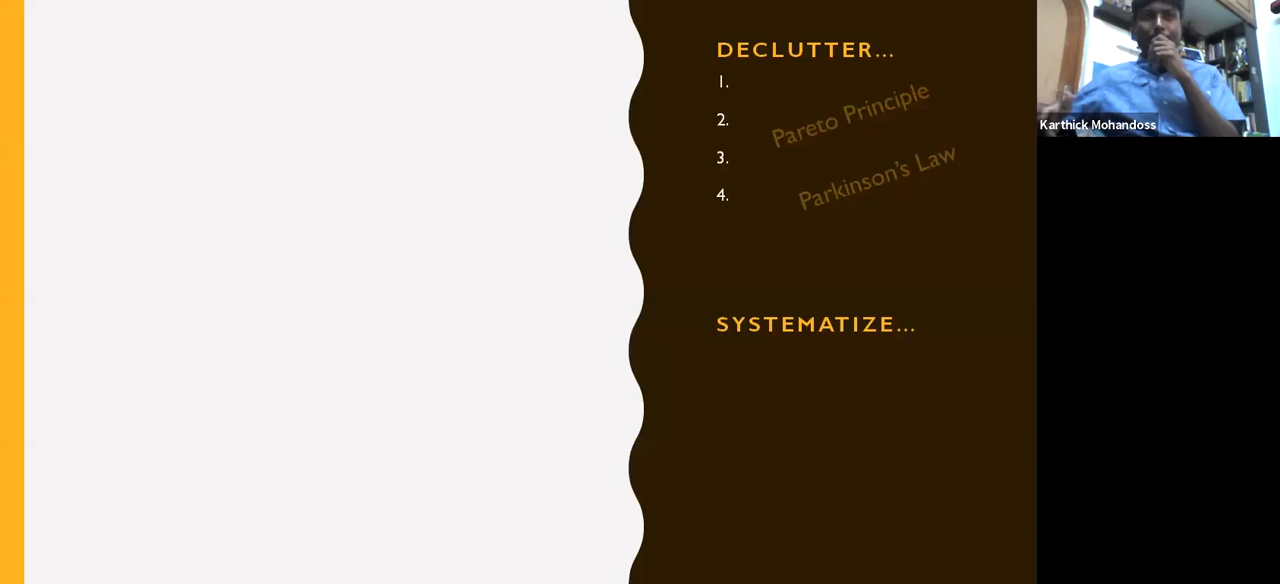 DECLUTTER...
1.
2.
3.
4.
Pareto Principle
Parkinson's Law
SYSTEMATIZE...
Karthick Mohandoss